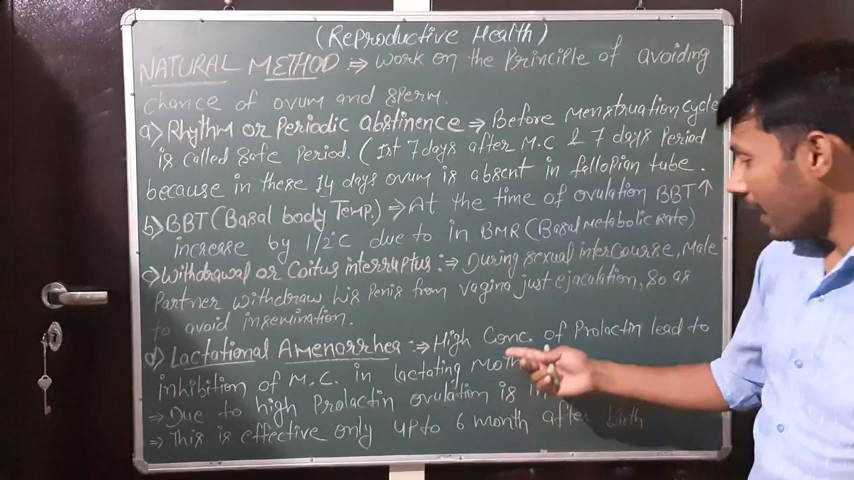 (Reproductive Health)
NATURAL METHOD ⇒ Work on the Principle of avoiding
chance of ovum and sperm.
a) Rhythm or Periodic Abstinence ⇒ Before Menstruation Cycle
is called safe Period. (Ist 7days after M.C & 7 days Period
because in these 14 days ovum is absent in fallopian tube.
b) BBT (Basal body Temp.) ⇒ At the time of ovulation BBT ↑
increase by 1/2°C due to in BMR (Basal Metabolic Rate)
c) Withdrawal or Coitus interruptus :⇒ During sexual intercourse, Male
Partner withdraw his Penis from vagina just ejaculation, so as
to avoid insemination.
d) Lactational Amenorrhea :⇒ High Conc. of Prolactin lead to
inhibition of M.C. in lactating
⇒ Due to high Prolactin ovulation is
⇒ This is effective only upto 6 month after birth